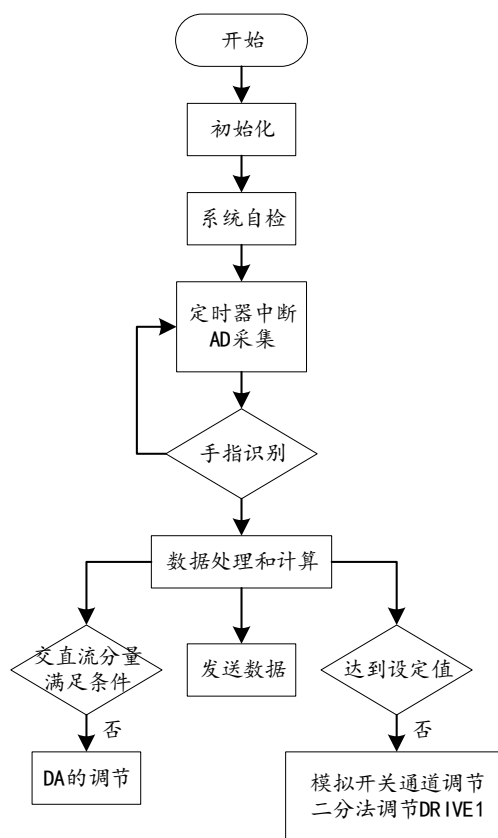 开始
初始化
系统自检
定时器中断
AD采集
手指识别
数据处理和计算
交直流分量
满足条件
发送数据
达到设定值
否
否
DA的调节
模拟开关通道调节
二分法调节DRIVE1